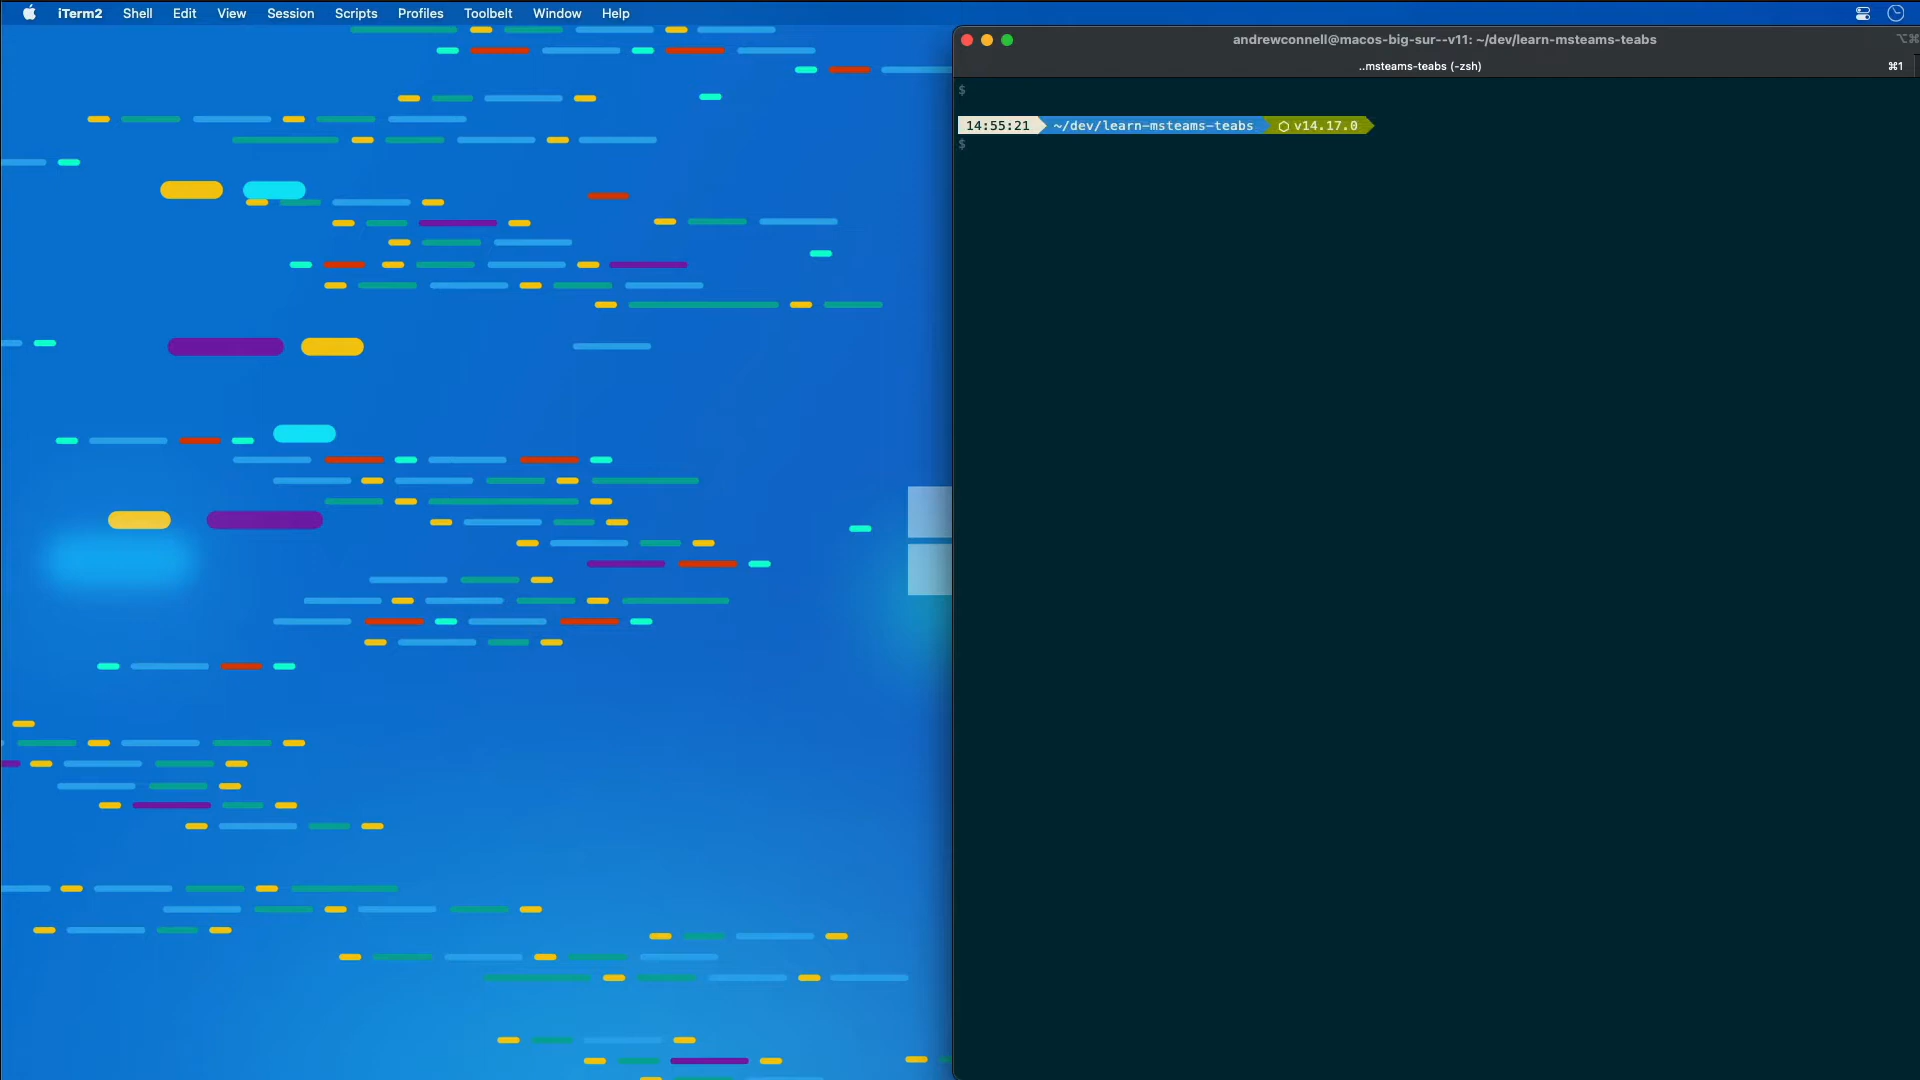 iTerm2 Shell Edit View Session Scripts Profiles Toolbelt Window Help
andrewconnell@macos-big-sur--v11: ~/dev/learn-msteams-teabs ⌥⌘
..msteams-teabs (-zsh) ⌘1
$
14:55:21 ~/dev/learn-msteams-teabs ⬡ v14.17.0
$